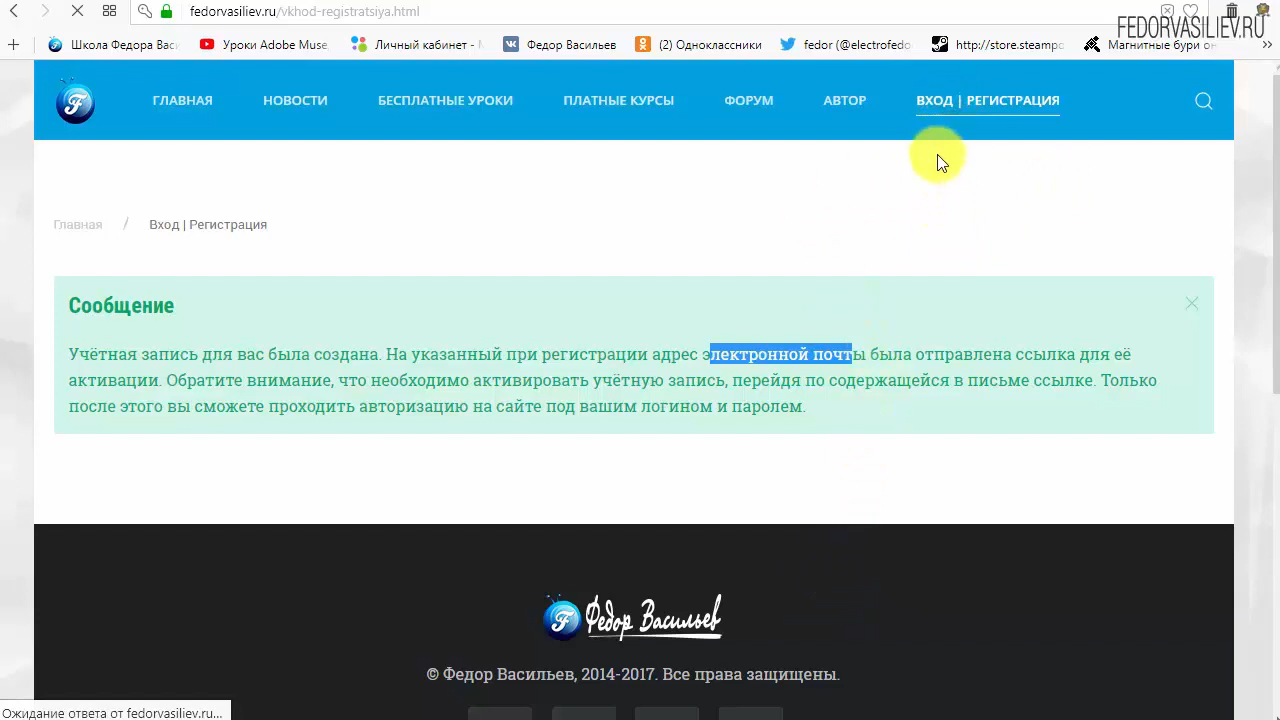 fedorvasiliev.ru/vkhod-registratsiya.html
FEDORVASILIEV.RU
Школа Федора Васи
Уроки Adobe Muse,
Личный кабинет - М
Федор Васильев
(2) Одноклассники
fedor (@electrofedo
http://store.steampo
Магнитные бури он
ГЛАВНАЯ
НОВОСТИ
БЕСПЛАТНЫЕ УРОКИ
ПЛАТНЫЕ КУРСЫ
ФОРУМ
АВТОР
ВХОД | РЕГИСТРАЦИЯ
Главная / Вход | Регистрация
Сообщение
Учётная запись для вас была создана. На указанный при регистрации адрес электронной почты была отправлена ссылка для её
активации. Обратите внимание, что необходимо активировать учётную запись, перейдя по содержащейся в письме ссылке. Только
после этого вы сможете проходить авторизацию на сайте под вашим логином и паролем.
Федор Васильев
© Федор Васильев, 2014-2017. Все права защищены.
Ожидание ответа от fedorvasiliev.ru...